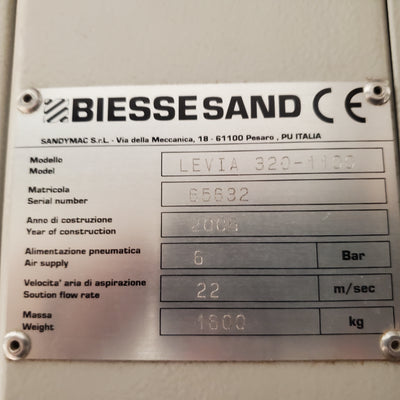 BIESSESAND CE
SANDYMAC S.r.L. - Via della Meccanica, 18 - 61100 Pesaro , PU ITALIA
Modello
Model
LEVIA 320-1100
Matricola
Serial number
65632
Anno di costruzione
Year of construction
Alimentazione pneumatica
Air supply
6 Bar
Velocita' aria di aspirazione
Soution flow rate
22 m/sec
Massa
Weight
1600 kg